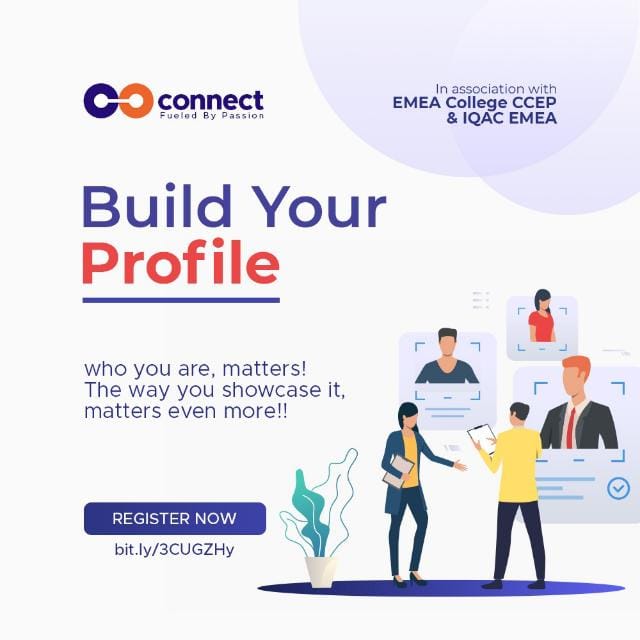 connect
Fueled By Passion
In association with
EMEA College CCEP
& IQAC EMEA
Build Your
Profile
who you are, matters!
The way you showcase it,
matters even more!!
REGISTER NOW
bit.ly/3CUGZHy